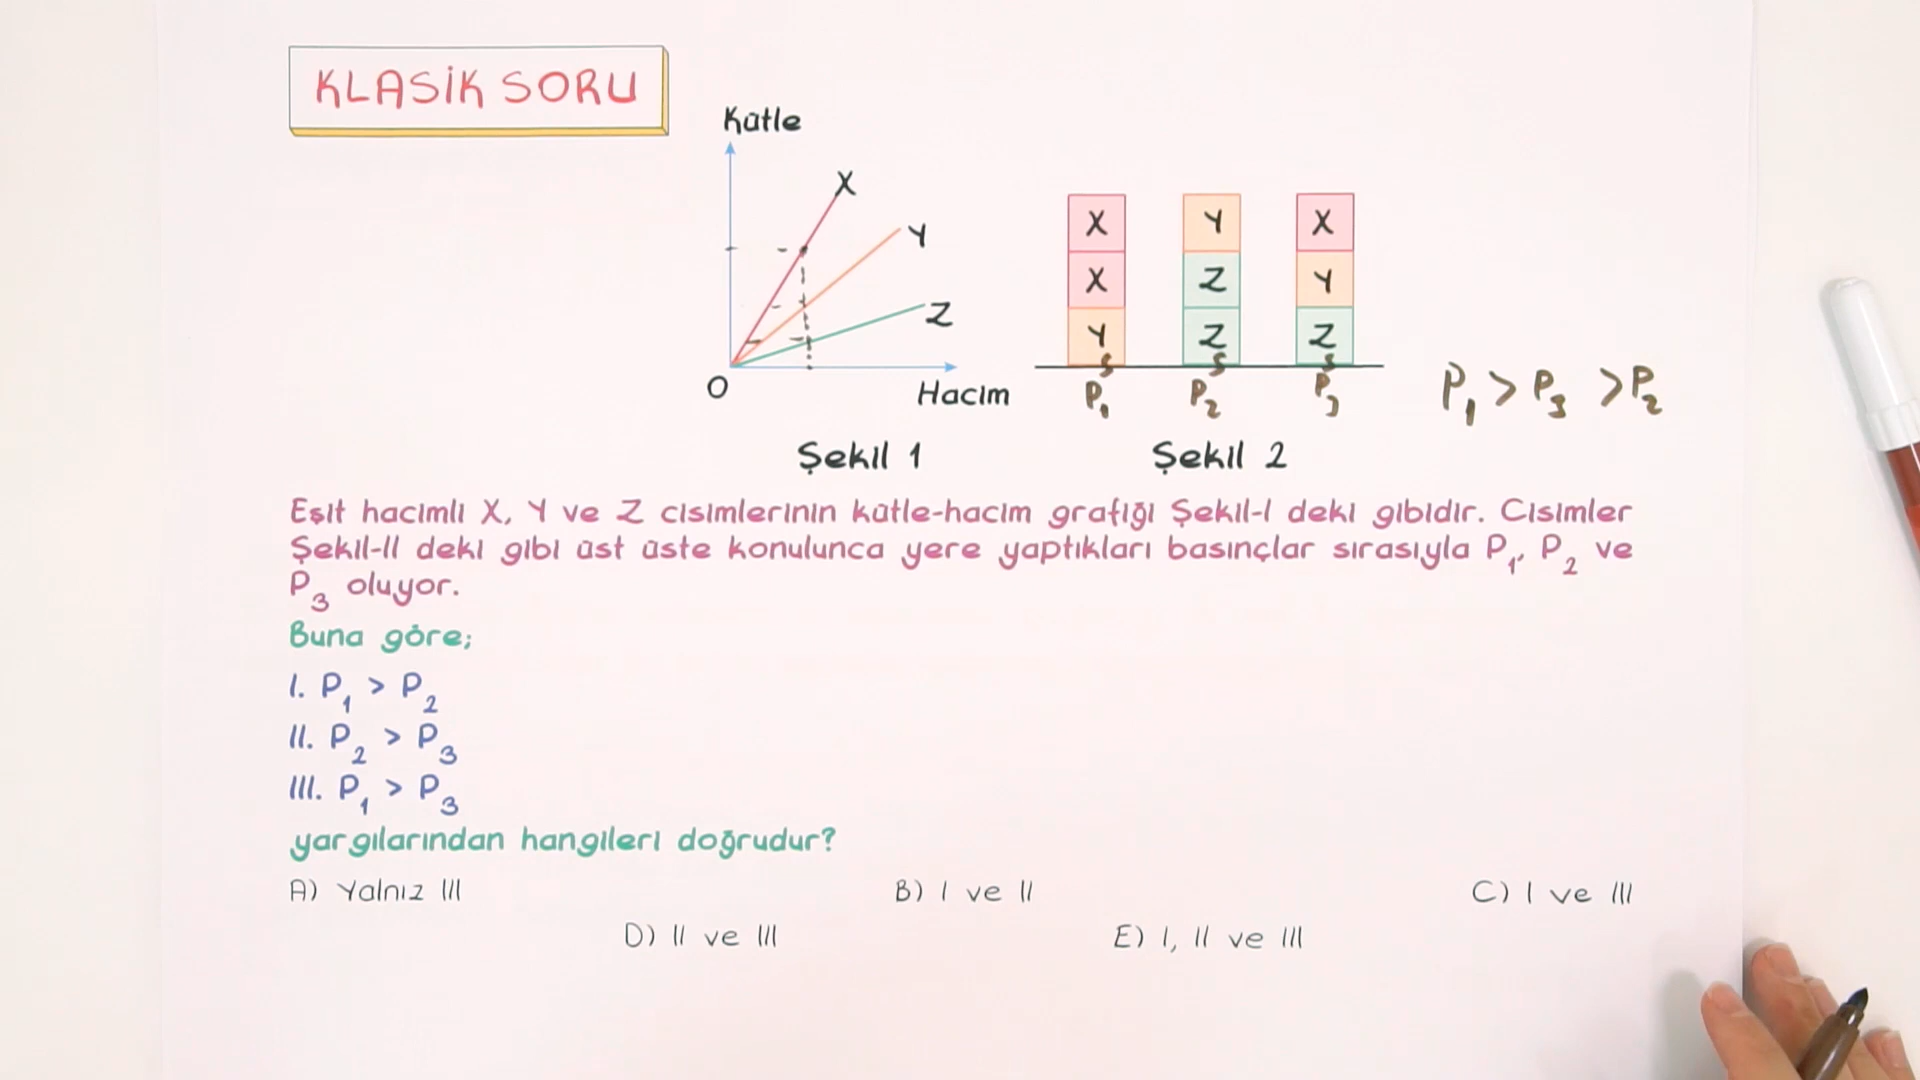 KLASİK SORU
Kütle
X
Y
Z
O
Hacim
Şekil 1
X Y X
X Z Y
Y Z Z
S S S
P1 P2 P3
Şekil 2
P1 > P3 > P2
Eşit hacimli X, Y ve Z cisimlerinin kütle-hacim grafiği Şekil-I deki gibidir. Cisimler
Şekil-II deki gibi üst üste konulunca yere yaptıkları basınçlar sırasıyla P1, P2 ve
P3 oluyor.
Buna göre;
I. P1 > P2
II. P2 > P3
III. P1 > P3
yargılarından hangileri doğrudur?
A) Yalnız III B) I ve II C) I ve III
D) II ve III E) I, II ve III